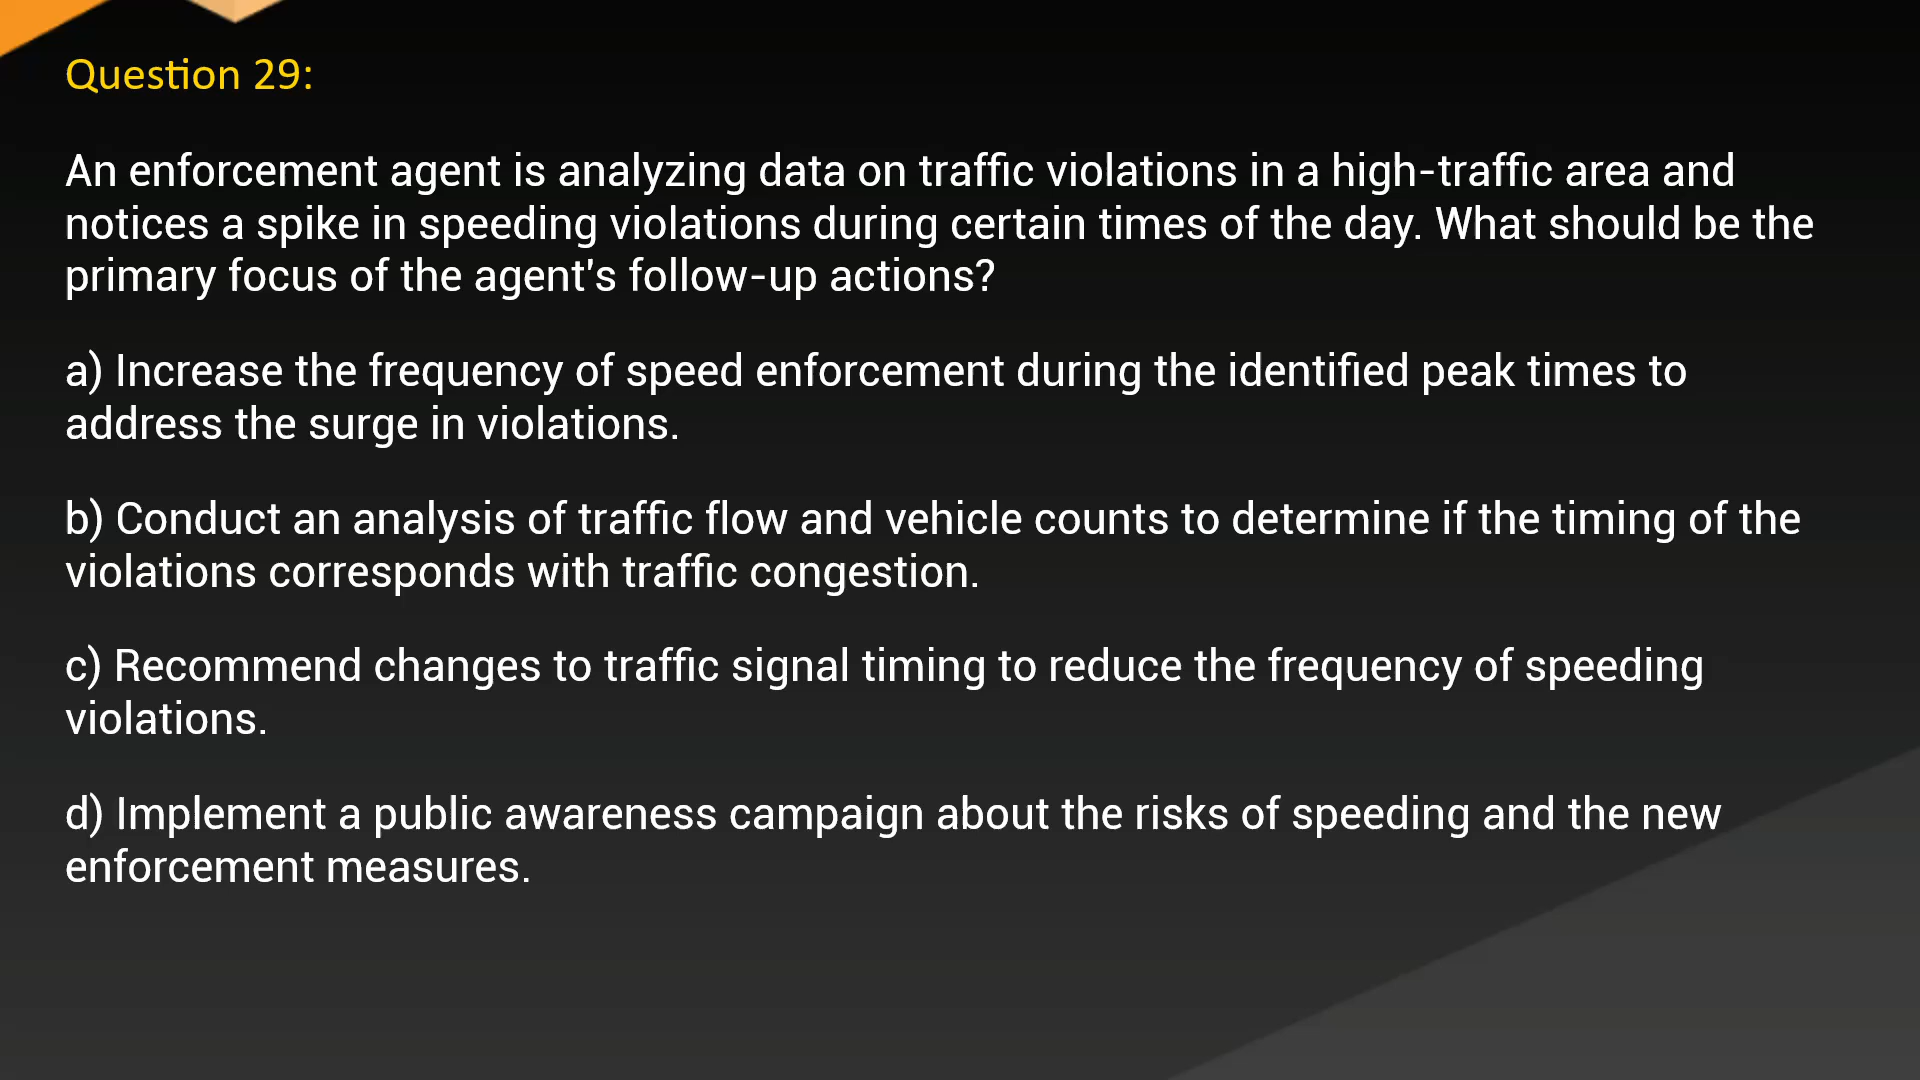 Question 29:
An enforcement agent is analyzing data on traffic violations in a high-traffic area and
notices a spike in speeding violations during certain times of the day. What should be the
primary focus of the agent's follow-up actions?
a) Increase the frequency of speed enforcement during the identified peak times to
address the surge in violations.
b) Conduct an analysis of traffic flow and vehicle counts to determine if the timing of the
violations corresponds with traffic congestion.
c) Recommend changes to traffic signal timing to reduce the frequency of speeding
violations.
d) Implement a public awareness campaign about the risks of speeding and the new
enforcement measures.